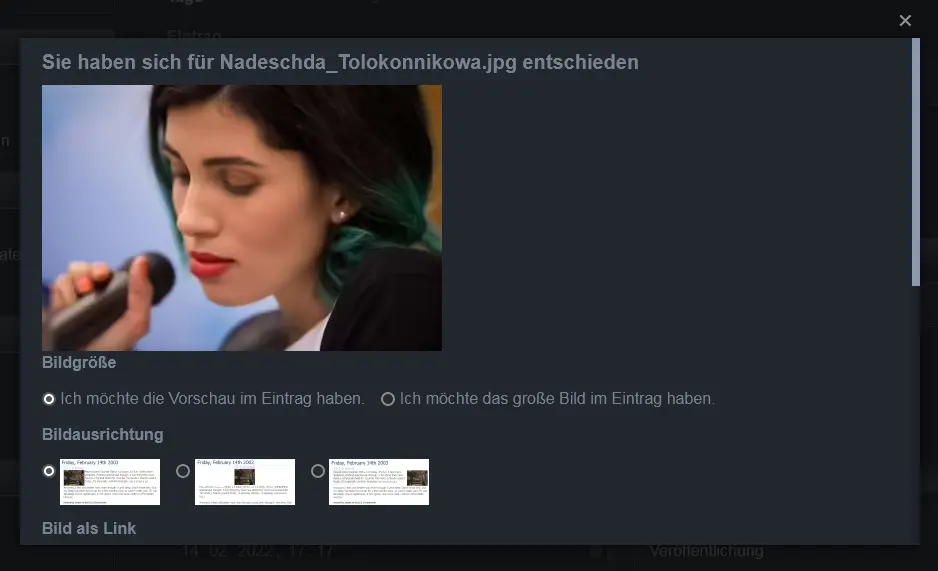 Eintrag
Sie haben sich für Nadeschda_Tolokonnikowa.jpg entschieden
Bildgröße
Ich möchte die Vorschau im Eintrag haben. Ich möchte das große Bild im Eintrag haben.
Bildausrichtung
Friday, February 14th 2003 Friday, February 14th 2003 Friday, February 14th 2003
Bild als Link
14.02.2022, 17:17 Veröffentlichung